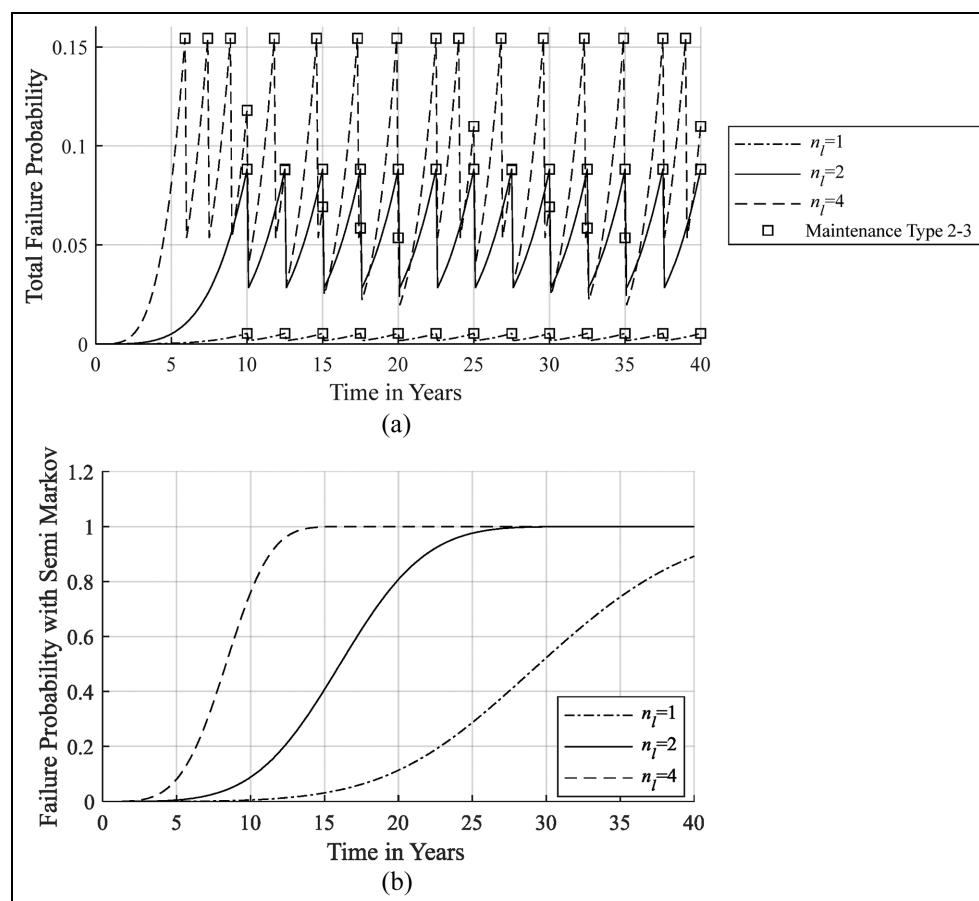 Total Failure Probability
0.15
0.1
0.05
0
0 5 10 15 20 25 30 35 40
Time in Years
(a)
n_l=1
n_l=2
n_l=4
Maintenance Type 2-3
Failure Probability with Semi Markov
1.2
1
0.8
0.6
0.4
0.2
0
0 5 10 15 20 25 30 35 40
Time in Years
(b)
n_l=1
n_l=2
n_l=4